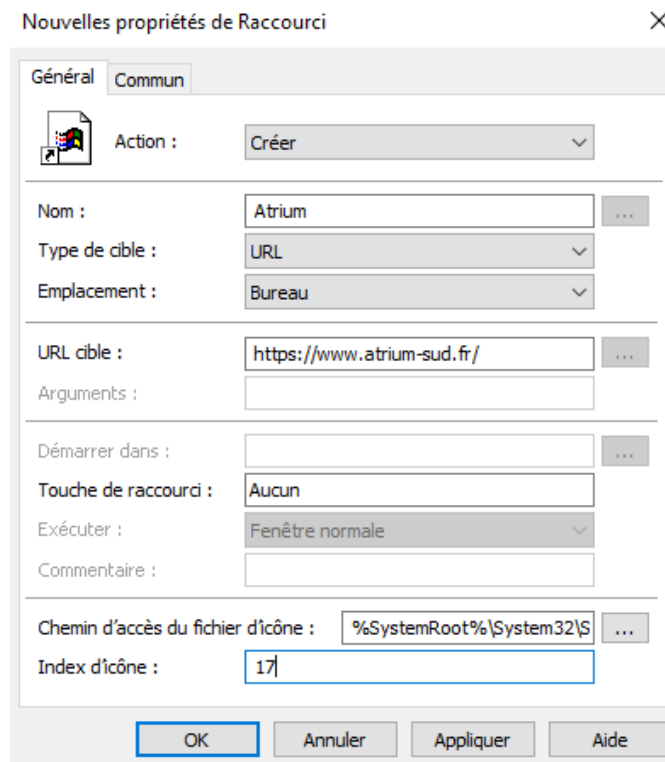 Nouvelles propriétés de Raccourci
Général Commun
Action : Créer
Nom : Atrium ...
Type de cible : URL
Emplacement : Bureau
URL cible : https://www.atrium-sud.fr/ ...
Arguments :
Démarrer dans : ...
Touche de raccourci : Aucun
Exécuter : Fenêtre normale
Commentaire :
Chemin d'accès du fichier d'icône : %SystemRoot%\System32\S ...
Index d'icône : 17
OK Annuler Appliquer Aide